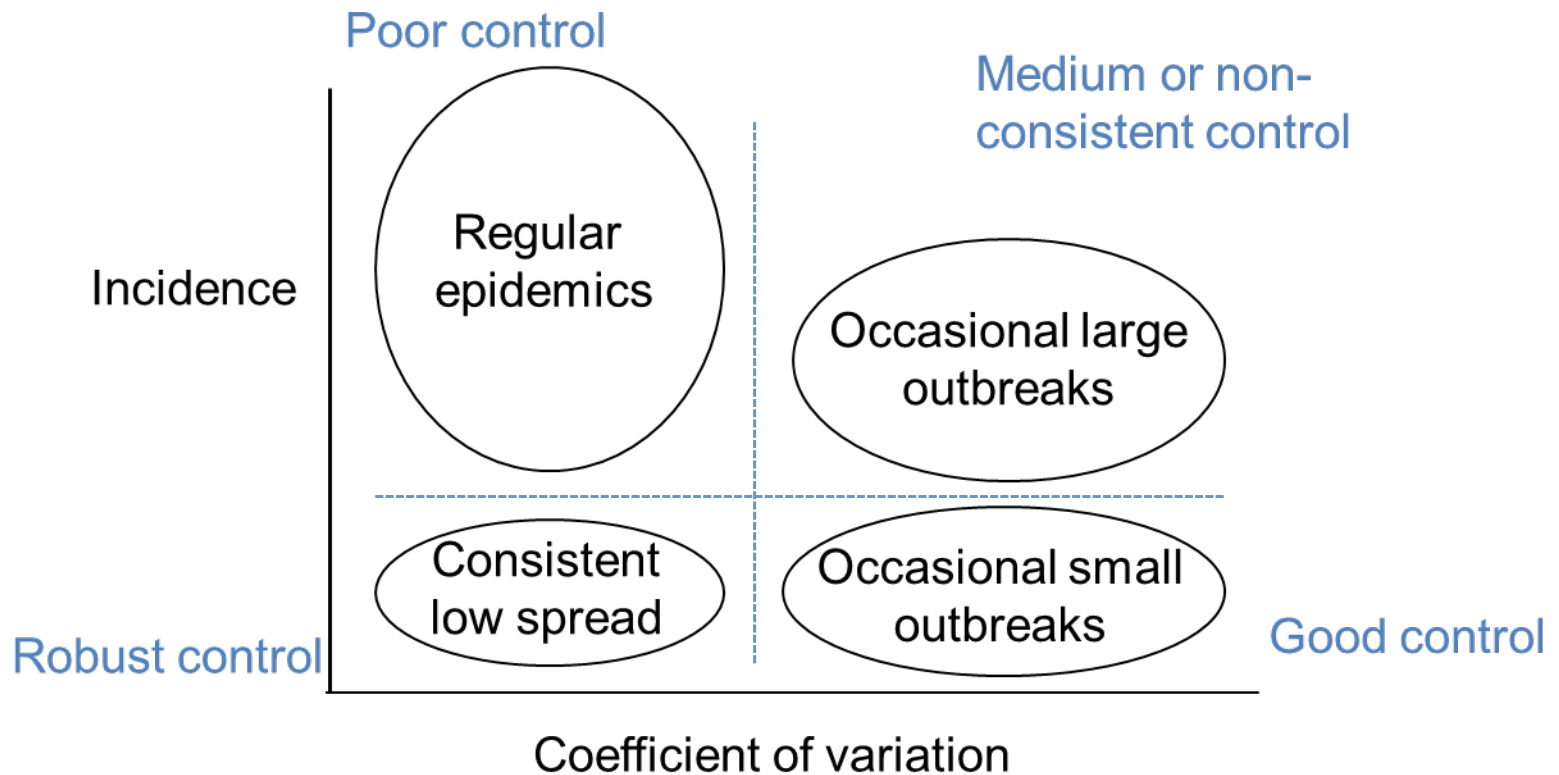 Poor control
Medium or non-
consistent control
Regular
epidemics
Incidence
Occasional large
outbreaks
Consistent
low spread
Occasional small
outbreaks
Robust control
Good control
Coefficient of variation